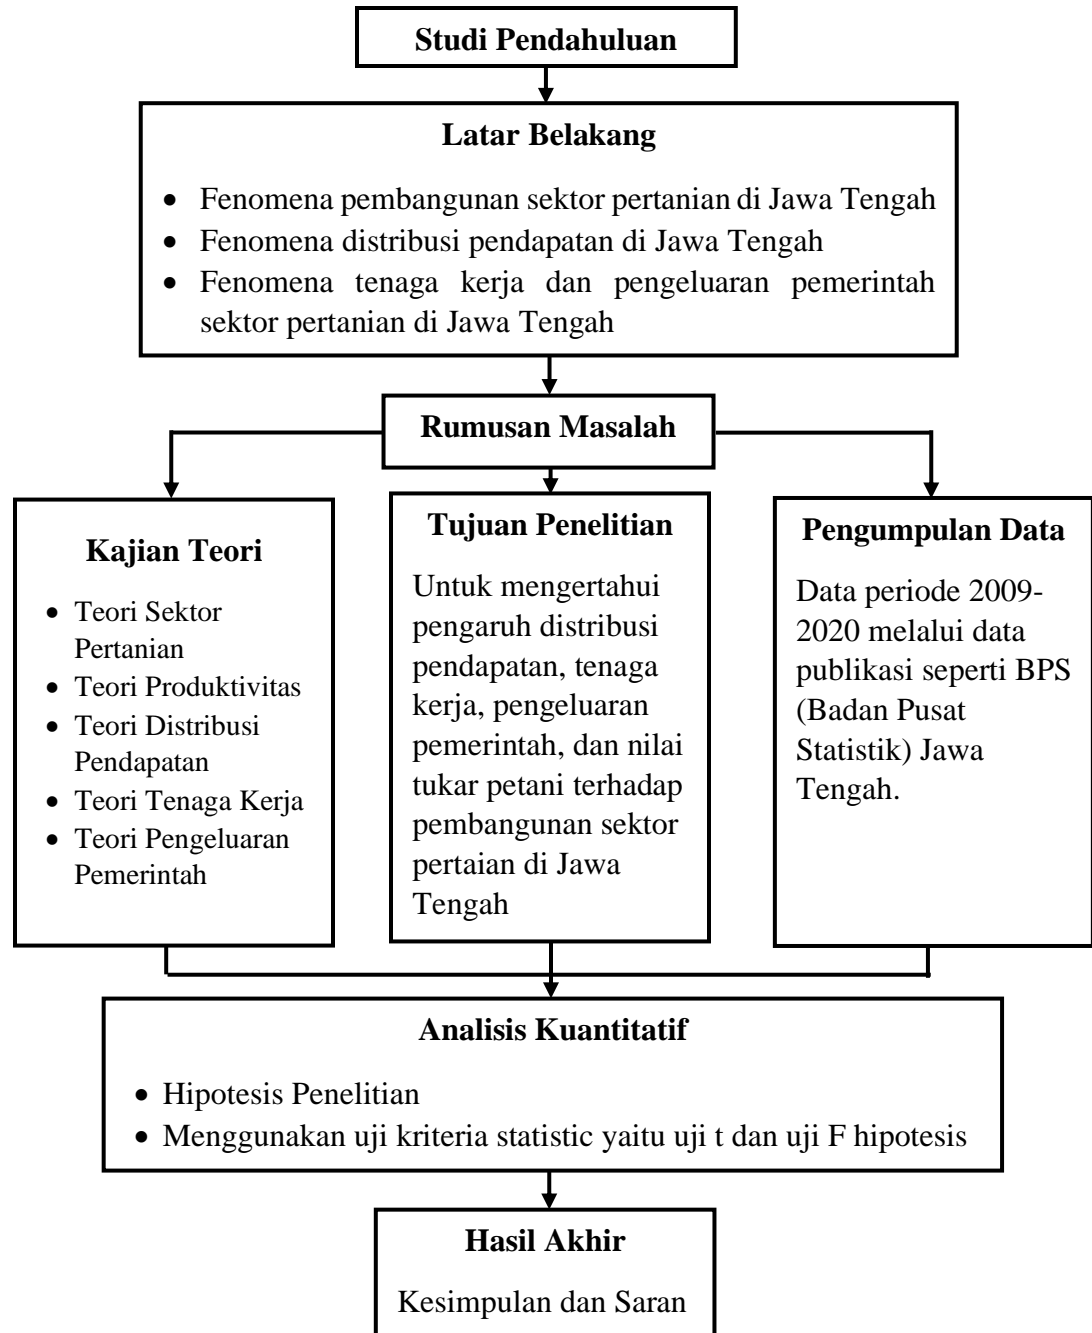 Studi Pendahuluan
Latar Belakang
• Fenomena pembangunan sektor pertanian di Jawa Tengah
• Fenomena distribusi pendapatan di Jawa Tengah
• Fenomena tenaga kerja dan pengeluaran pemerintah
sektor pertanian di Jawa Tengah
Rumusan Masalah
Kajian Teori
• Teori Sektor
Pertanian
• Teori Produktivitas
• Teori Distribusi
Pendapatan
• Teori Tenaga Kerja
• Teori Pengeluaran
Pemerintah
Tujuan Penelitian
Untuk mengertahui
pengaruh distribusi
pendapatan, tenaga
kerja, pengeluaran
pemerintah, dan nilai
tukar petani terhadap
pembangunan sektor
pertaian di Jawa
Tengah
Pengumpulan Data
Data periode 2009-
2020 melalui data
publikasi seperti BPS
(Badan Pusat
Statistik) Jawa
Tengah.
Analisis Kuantitatif
• Hipotesis Penelitian
• Menggunakan uji kriteria statistic yaitu uji t dan uji F hipotesis
Hasil Akhir
Kesimpulan dan Saran